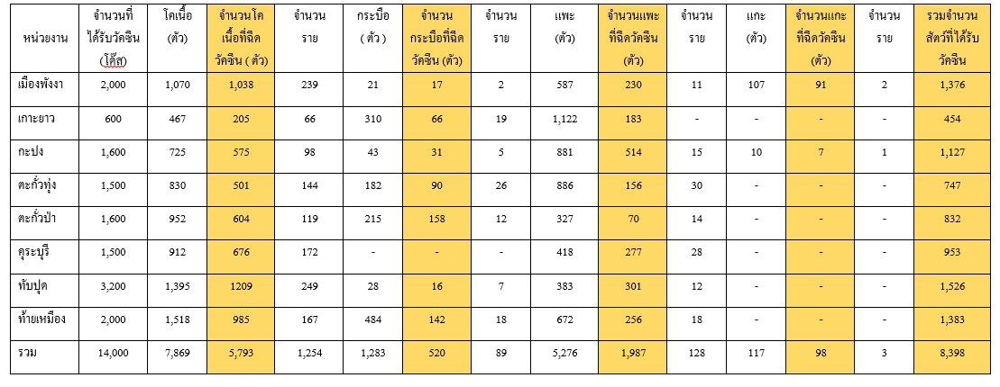 หน่วยงาน จำนวนที่ได้รับวัคซีน (โด๊ส) โคเนื้อ (ตัว) จำนวนโคเนื้อที่ฉีดวัคซีน ( ตัว) จำนวนราย กระบือ ( ตัว ) จำนวนกระบือที่ฉีดวัคซีน (ตัว) จำนวนราย แพะ (ตัว) จำนวนแพะที่ฉีดวัคซีน (ตัว) จำนวนราย แกะ (ตัว) จำนวนแกะที่ฉีดวัคซีน (ตัว) จำนวนราย รวมจำนวนสัตว์ที่ได้รับวัคซีน
เมืองพังงา 2,000 1,070 1,038 239 21 17 2 587 230 11 107 91 2 1,376
เกาะยาว 600 467 205 66 310 66 19 1,122 183 - - - - 454
กะปง 1,600 725 575 98 43 31 5 881 514 15 10 7 1 1,127
ตะกั่วทุ่ง 1,500 830 501 144 182 90 26 886 156 30 - - - 747
ตะกั่วป่า 1,600 952 604 119 215 158 12 327 70 14 - - - 832
คุระบุรี 1,500 912 676 172 - - - 418 277 28 - - - 953
ทับปุด 3,200 1,395 1209 249 28 16 7 383 301 12 - - - 1,526
ท้ายเหมือง 2,000 1,518 985 167 484 142 18 672 256 18 - - - 1,383
รวม 14,000 7,869 5,793 1,254 1,283 520 89 5,276 1,987 128 117 98 3 8,398